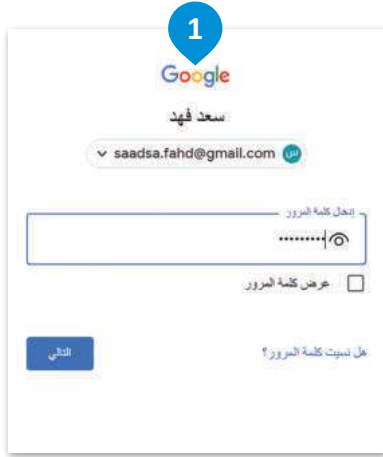 1
Google
سعد فهد
saadsa.fahd@gmail.com س
إدخال كلمة المرور
•••••••••
عرض كلمة المرور
هل نسيت كلمة المرور؟
التالي